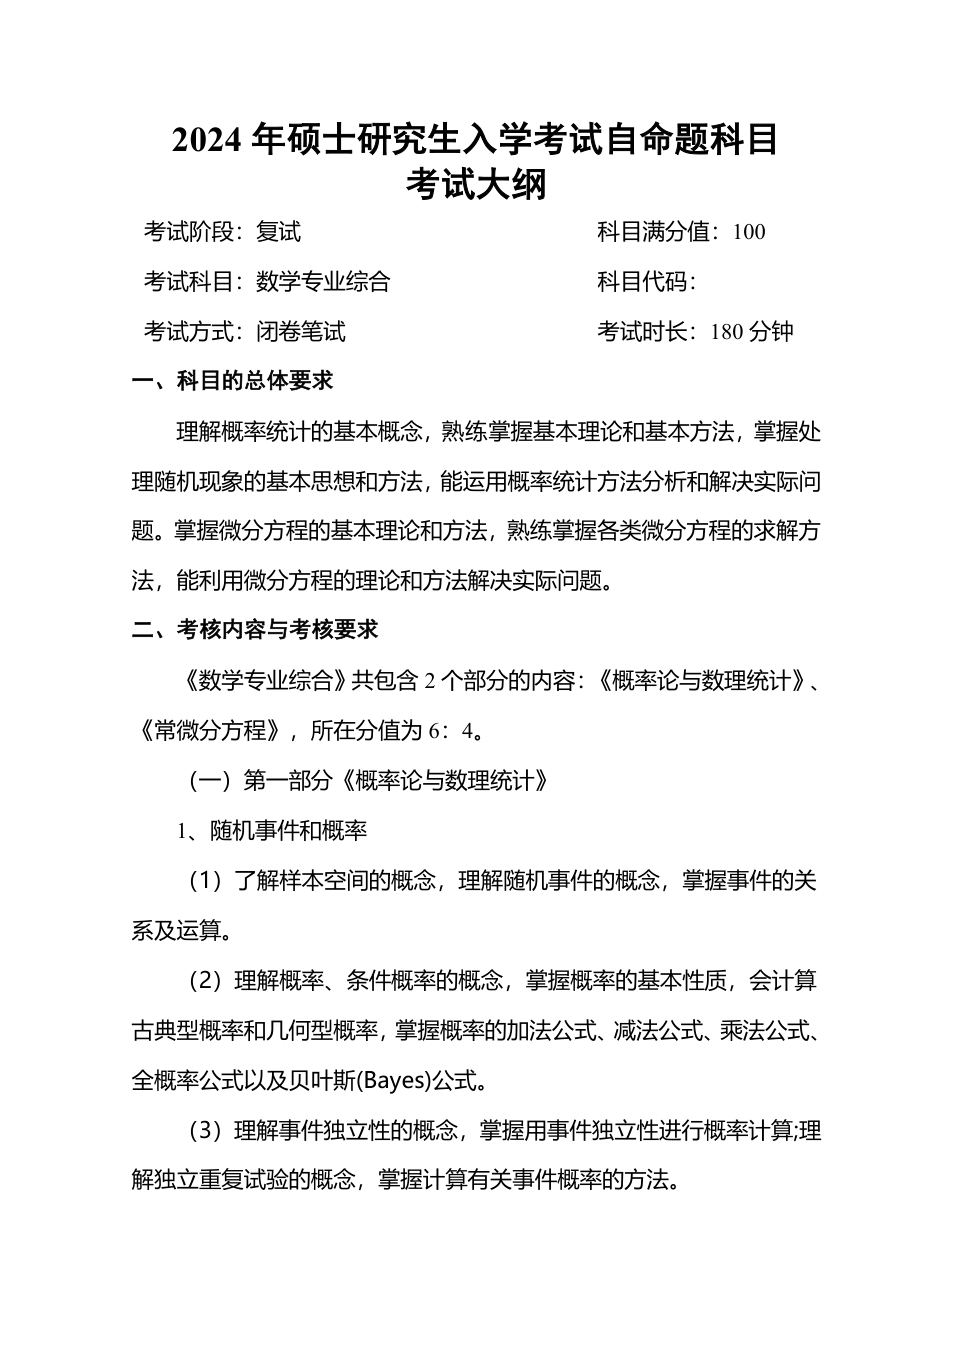 2024 年硕士研究生入学考试自命题科目
考试大纲
考试阶段：复试 科目满分值：100
考试科目：数学专业综合 科目代码：
考试方式：闭卷笔试 考试时长：180 分钟
一、科目的总体要求
理解概率统计的基本概念，熟练掌握基本理论和基本方法，掌握处
理随机现象的基本思想和方法，能运用概率统计方法分析和解决实际问
题。掌握微分方程的基本理论和方法，熟练掌握各类微分方程的求解方
法，能利用微分方程的理论和方法解决实际问题。
二、考核内容与考核要求
《数学专业综合》共包含 2 个部分的内容：《概率论与数理统计》、
《常微分方程》，所在分值为 6：4。
（一）第一部分《概率论与数理统计》
1、随机事件和概率
（1）了解样本空间的概念，理解随机事件的概念，掌握事件的关
系及运算。
（2）理解概率、条件概率的概念，掌握概率的基本性质，会计算
古典型概率和几何型概率，掌握概率的加法公式、减法公式、乘法公式、
全概率公式以及贝叶斯(Bayes)公式。
（3）理解事件独立性的概念，掌握用事件独立性进行概率计算;理
解独立重复试验的概念，掌握计算有关事件概率的方法。